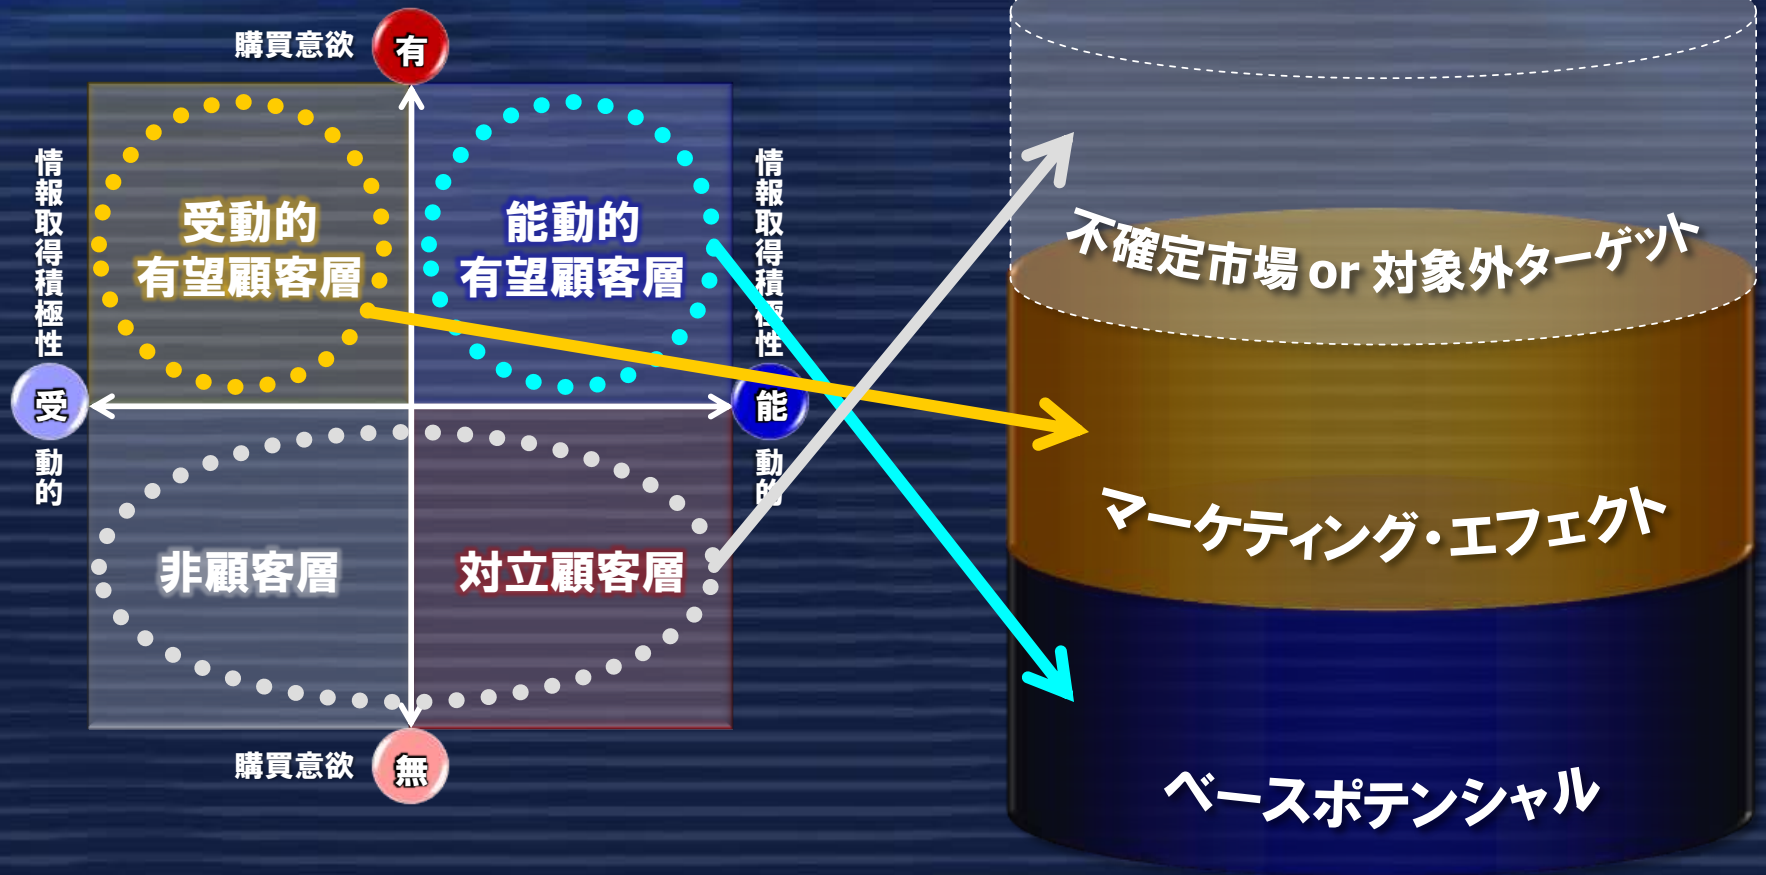 購買意欲
有
情報取得積極性
受
動的
情報取得積極性
能
動的
受動的
有望顧客層
能動的
有望顧客層
非顧客層
対立顧客層
購買意欲
無
不確定市場 or 対象外ターゲット
マーケティング・エフェクト
ベースポテンシャル